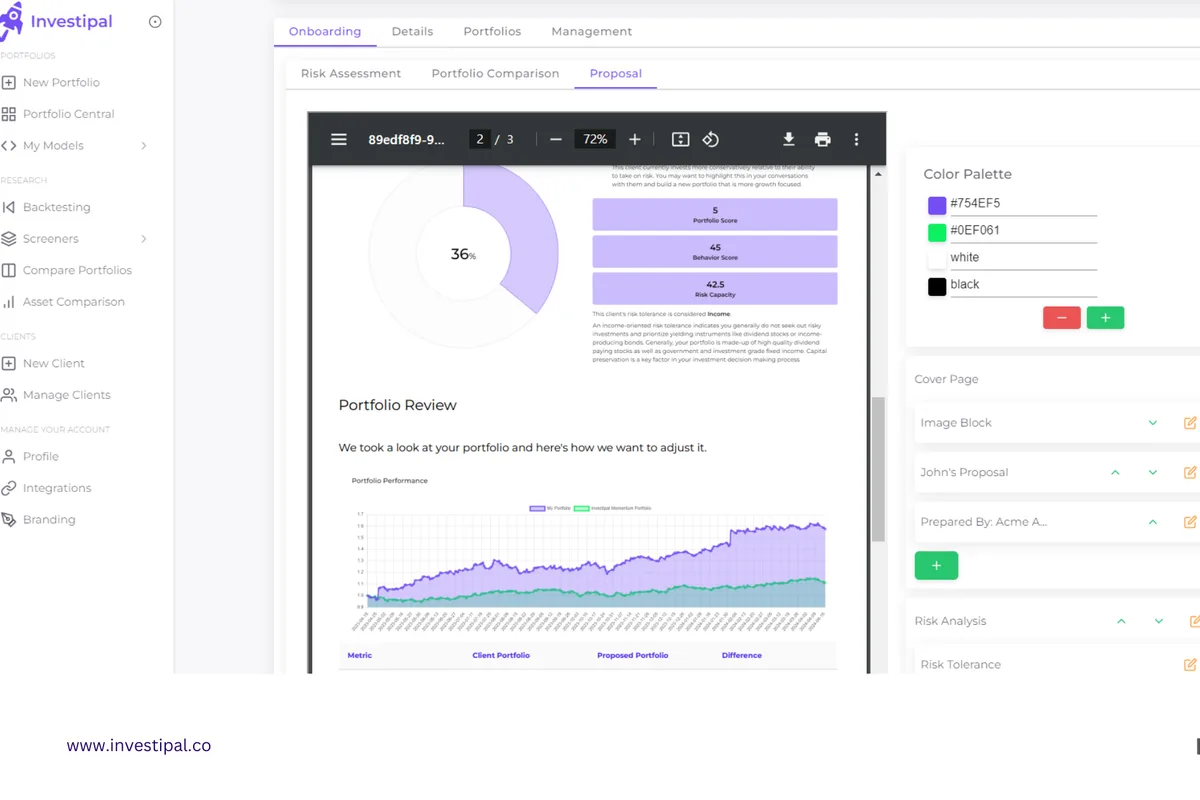 Investipal
PORTFOLIOS
New Portfolio
Portfolio Central
My Models
RESEARCH
Backtesting
Screeners
Compare Portfolios
Asset Comparison
CLIENTS
New Client
Manage Clients
MANAGE YOUR ACCOUNT
Profile
Integrations
Branding
Onboarding Details Portfolios Management
Risk Assessment Portfolio Comparison Proposal
89edf8f9-9... 2 / 3 72%
This client currently invests more conservatively relative to their ability
to take on risk. You may want to highlight this in your conversations
with them and build a new portfolio that is more growth focused.
36%
5
Portfolio Score
45
Behavior Score
42.5
Risk Capacity
This client's risk tolerance is considered Income.
An income-oriented risk tolerance indicates you generally do not seek out risky
investments and prioritize yielding instruments like dividend stocks or income-
producing bonds. Generally, your portfolio is made-up of high quality dividend
paying stocks as well as government and investment grade fixed income. Capital
preservation is a key factor in your investment decision making process
Portfolio Review
We took a look at your portfolio and here's how we want to adjust it.
Portfolio Performance
My Portfolio Investipal Momentum Portfolio
1.7
1.6
1.5
1.4
1.3
1.2
1.1
1.0
0.9
Metric Client Portfolio Proposed Portfolio Difference
Color Palette
#754EF5
#0EF061
white
black
Cover Page
Image Block
John's Proposal
Prepared By: Acme A...
Risk Analysis
Risk Tolerance
www.investipal.co